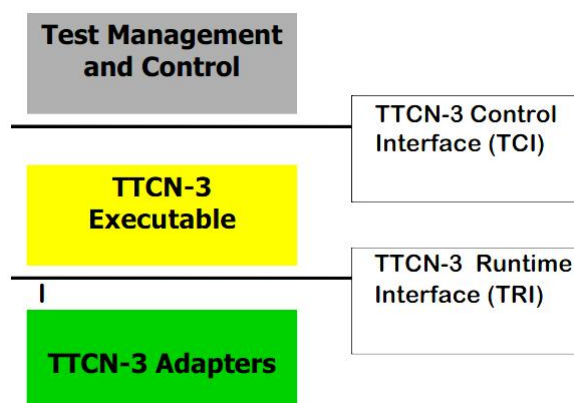 Test Management
and Control
TTCN-3 Control
Interface (TCI)
TTCN-3
Executable
TTCN-3 Runtime
Interface (TRI)
TTCN-3 Adapters